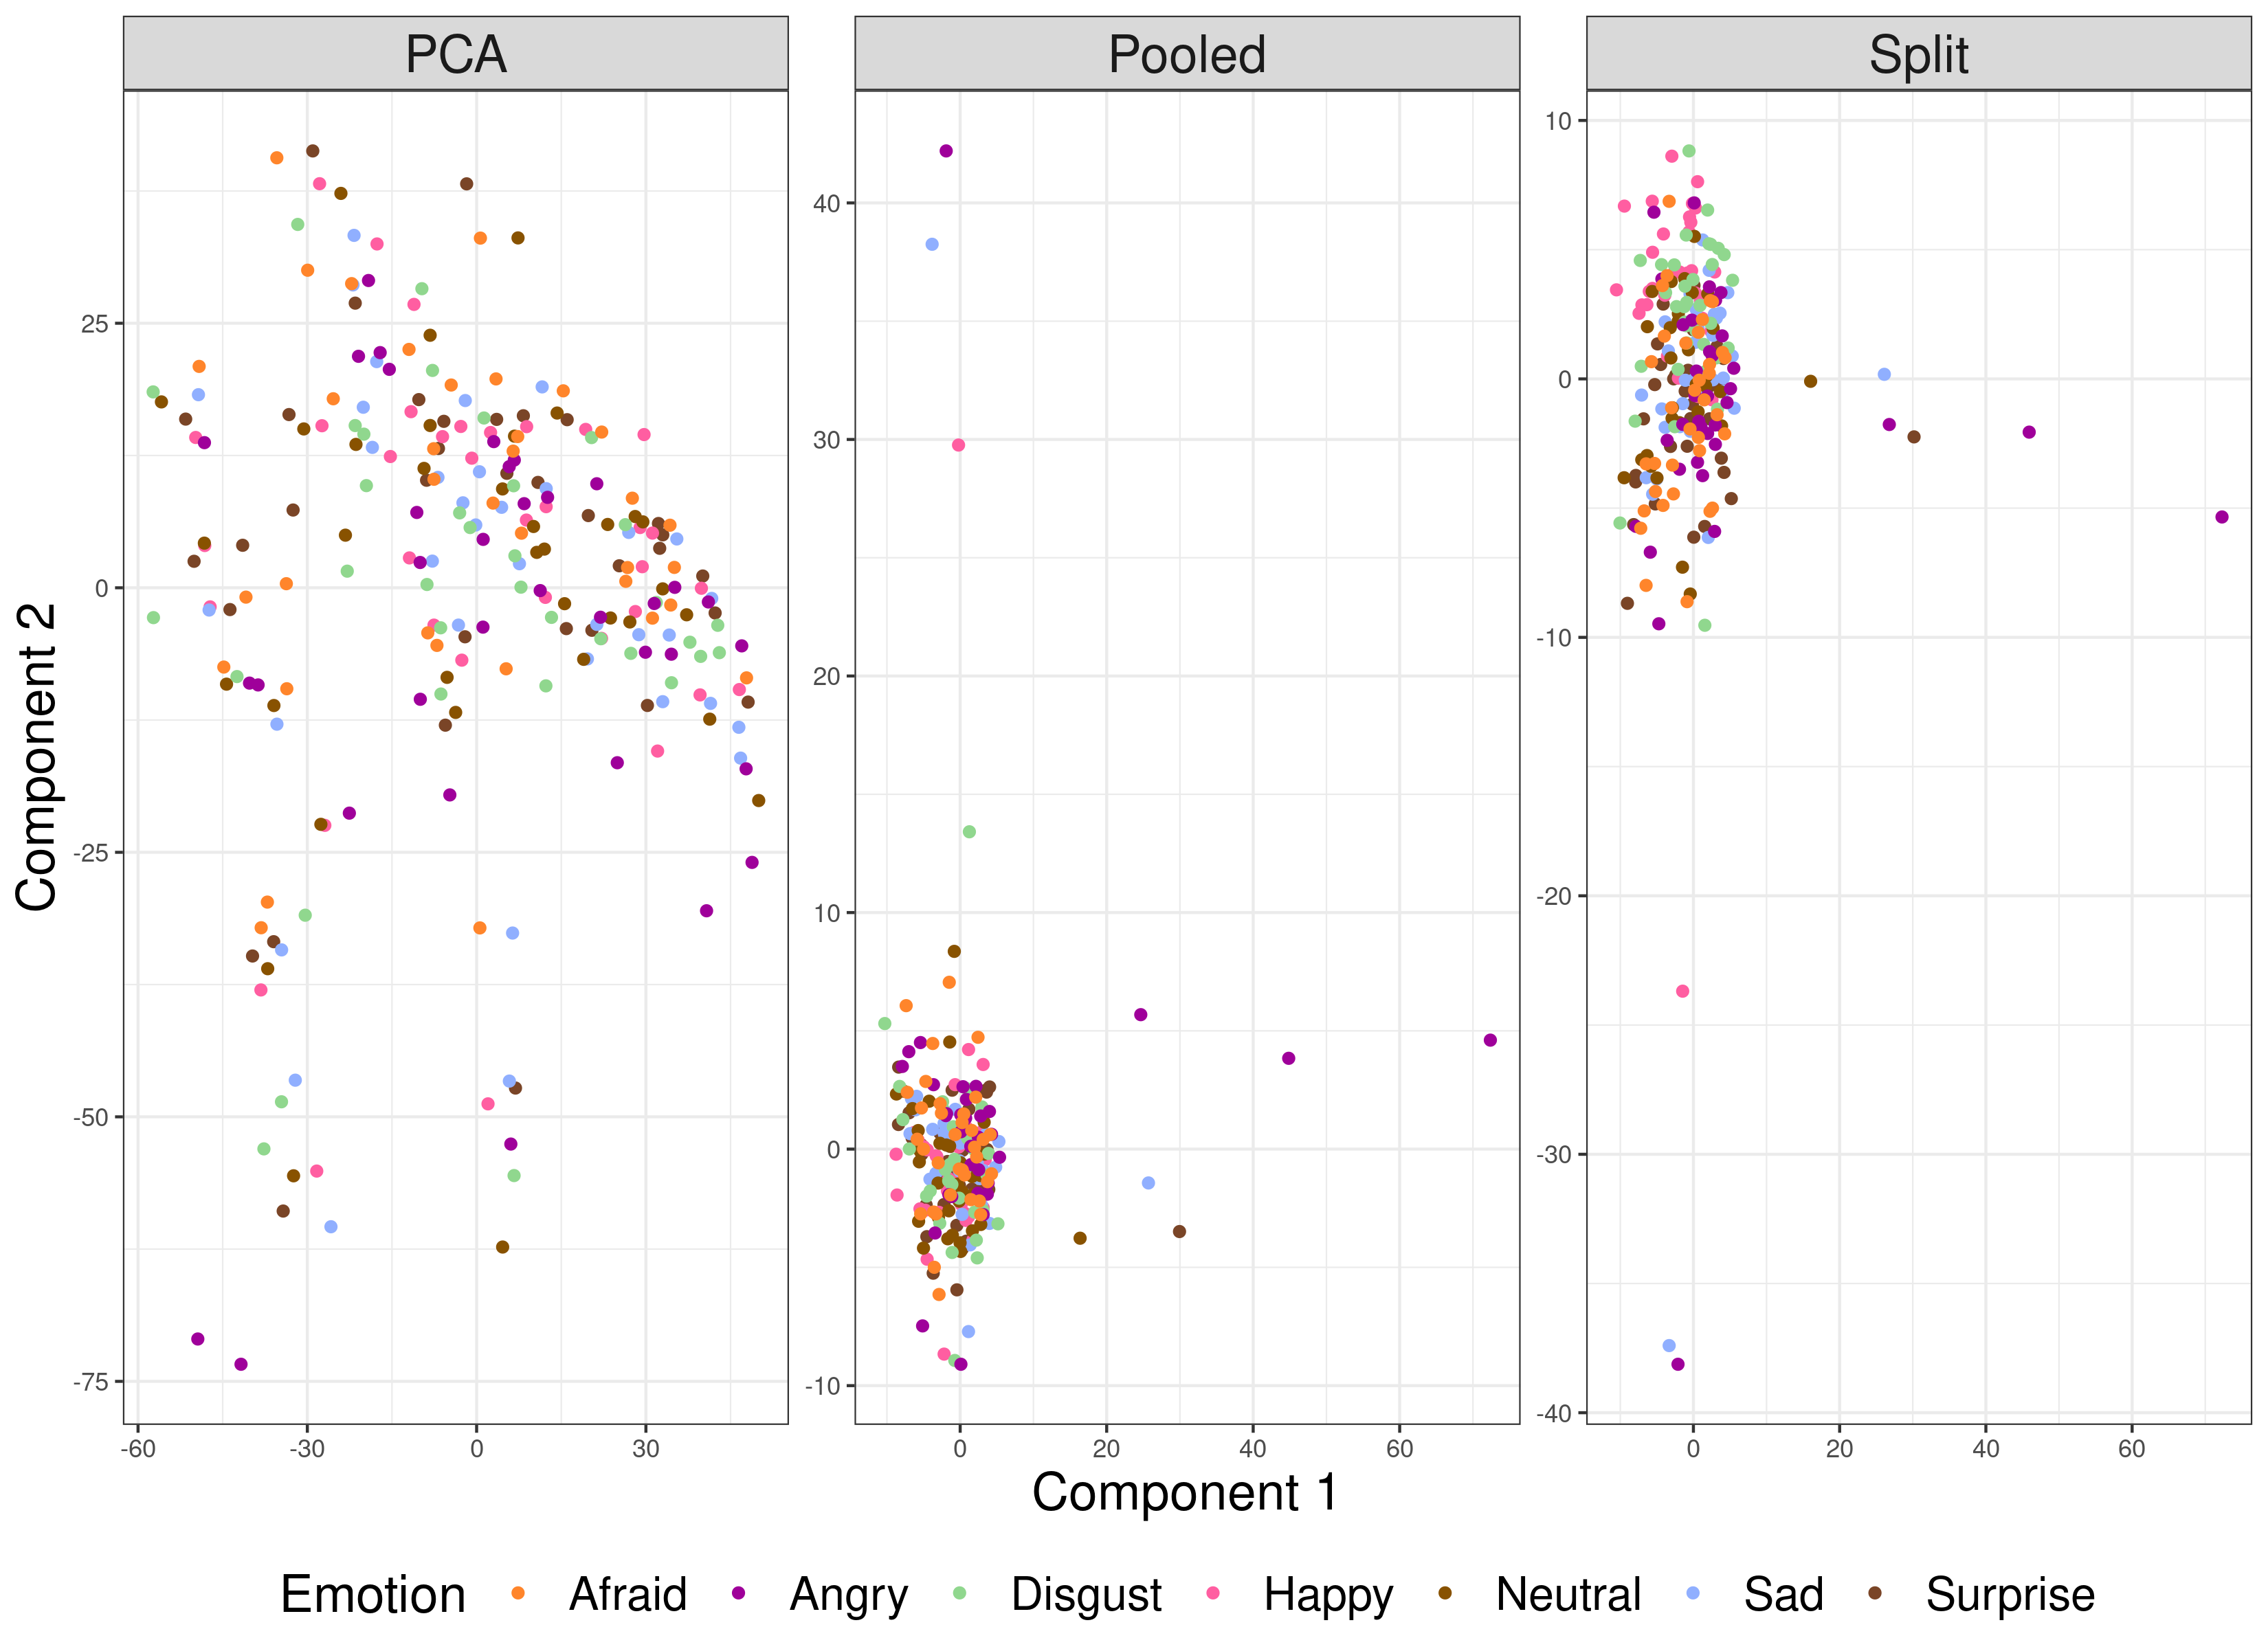 PCA Pooled Split
Component 2
25
0
-25
-50
-75
-60 -30 0 30
40
30
20
10
0
-10
0 20 40 60
10
0
-10
-20
-30
-40
0 20 40 60
Component 1
Emotion Afraid Angry Disgust Happy Neutral Sad Surprise